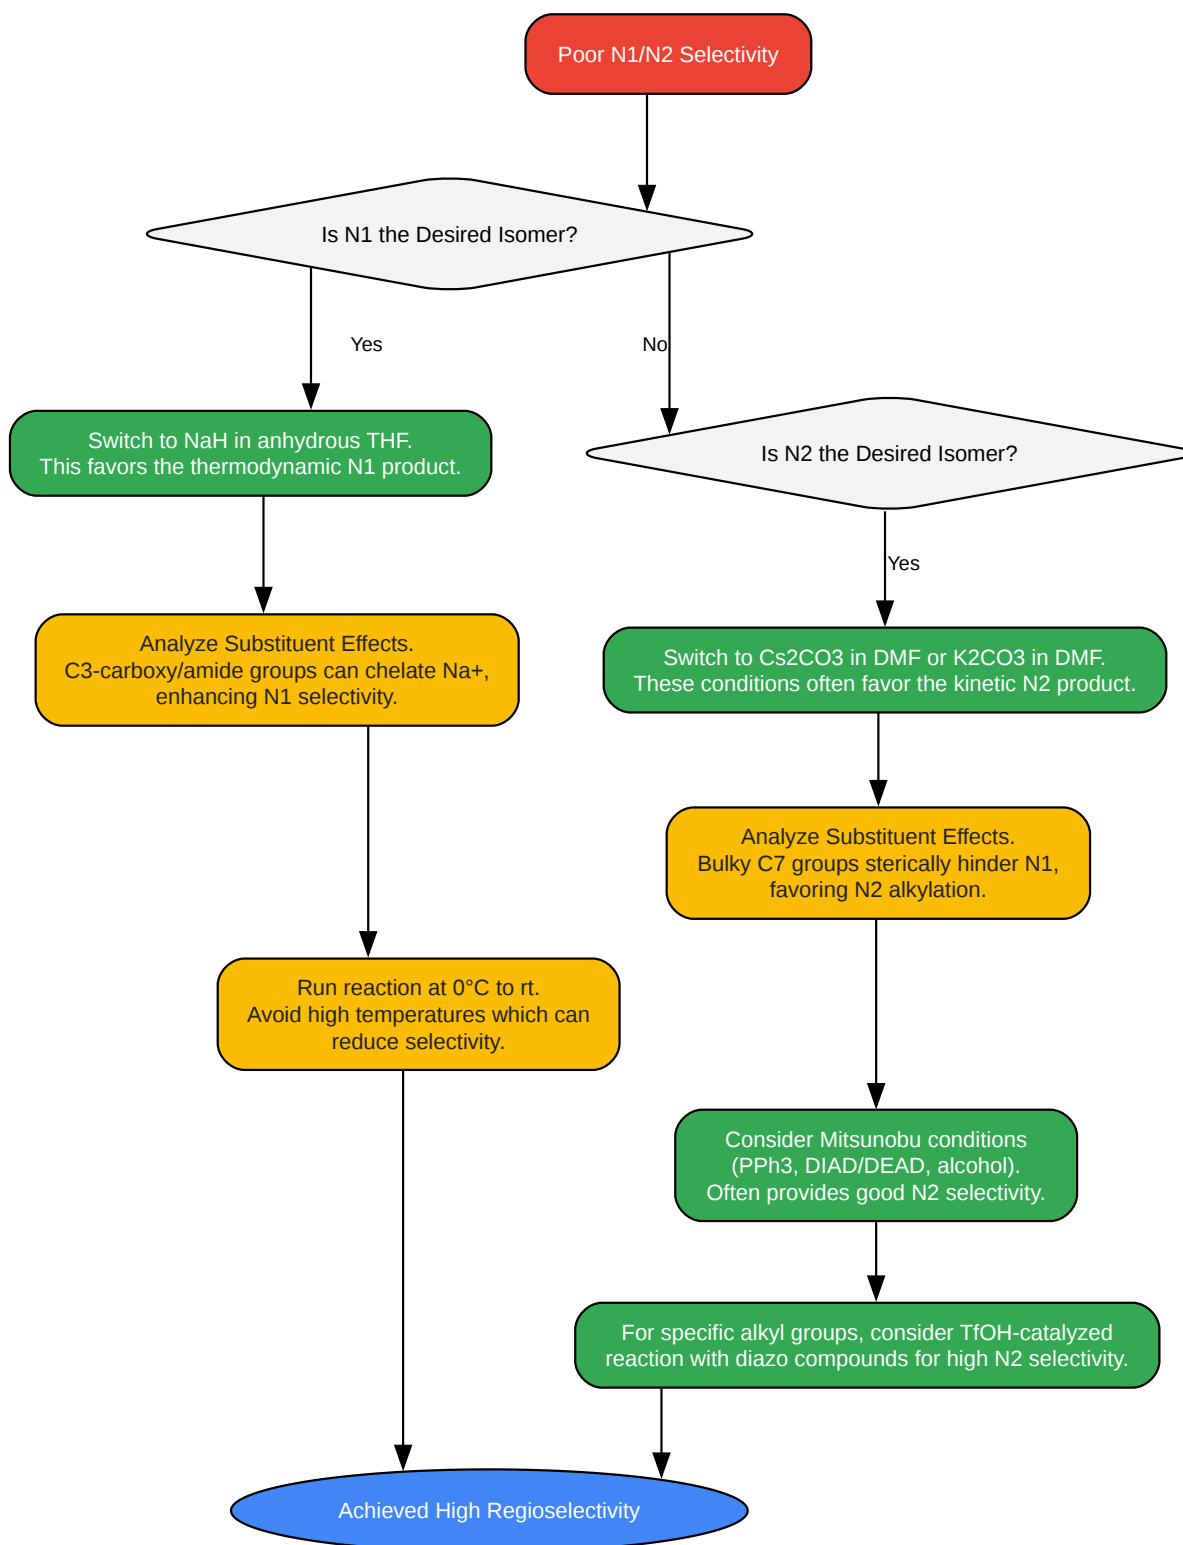 Poor N1/N2 Selectivity
Is N1 the Desired Isomer?
Yes
No
Switch to NaH in anhydrous THF.
This favors the thermodynamic N1 product.
Is N2 the Desired Isomer?
Yes
Analyze Substituent Effects.
C3-carboxy/amide groups can chelate Na+,
enhancing N1 selectivity.
Switch to Cs2CO3 in DMF or K2CO3 in DMF.
These conditions often favor the kinetic N2 product.
Analyze Substituent Effects.
Bulky C7 groups sterically hinder N1,
favoring N2 alkylation.
Run reaction at 0°C to rt.
Avoid high temperatures which can
reduce selectivity.
Consider Mitsunobu conditions
(PPh3, DIAD/DEAD, alcohol).
Often provides good N2 selectivity.
For specific alkyl groups, consider TfOH-catalyzed
reaction with diazo compounds for high N2 selectivity.
Achieved High Regioselectivity